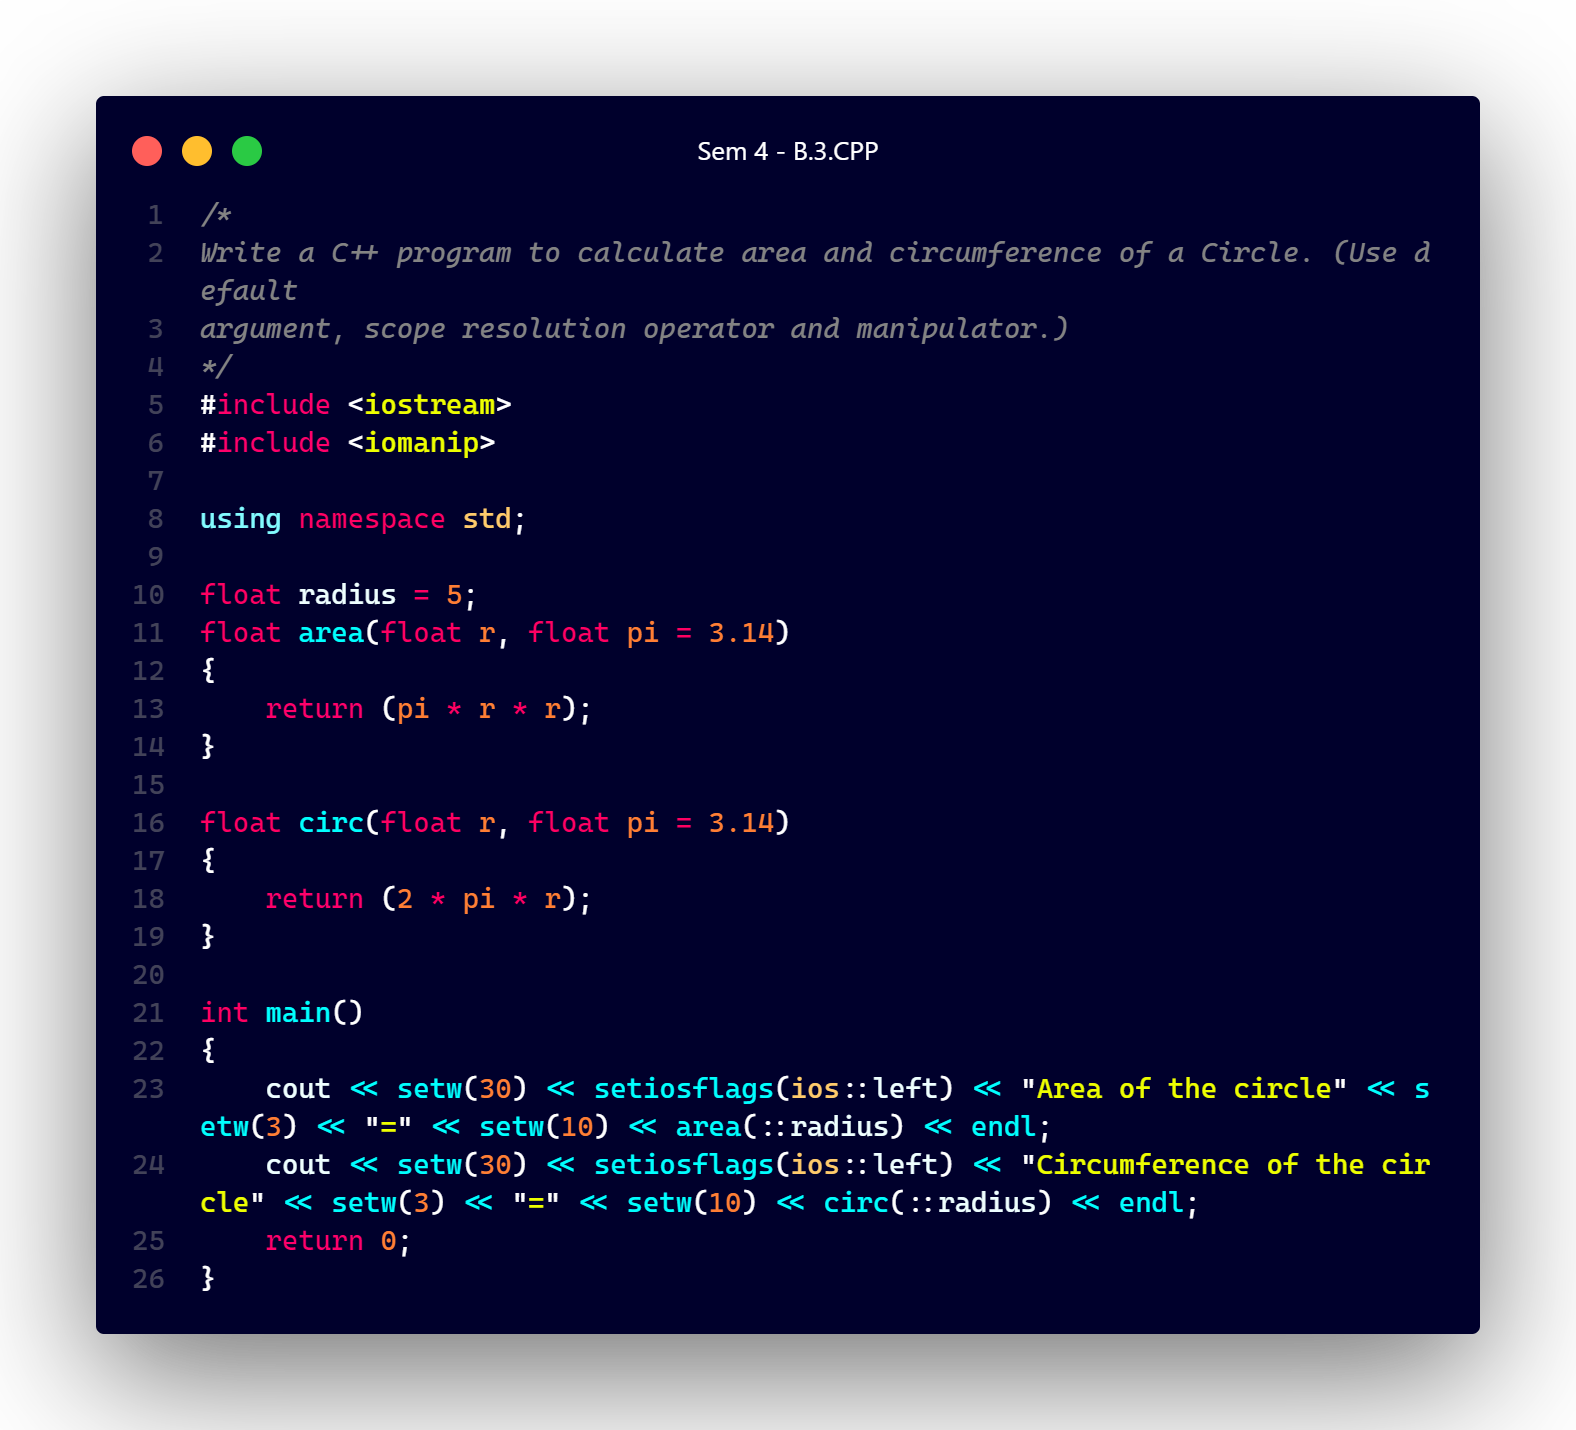 Sem 4 - B.3.CPP
1 /*
2 Write a C++ program to calculate area and circumference of a Circle. (Use d
efault
3 argument, scope resolution operator and manipulator.)
4 */
5 #include <iostream>
6 #include <iomanip>
7
8 using namespace std;
9
10 float radius = 5;
11 float area(float r, float pi = 3.14)
12 {
13     return (pi * r * r);
14 }
15
16 float circ(float r, float pi = 3.14)
17 {
18     return (2 * pi * r);
19 }
20
21 int main()
22 {
23     cout << setw(30) << setiosflags(ios::left) << "Area of the circle" << s
etw(3) << "=" << setw(10) << area(::radius) << endl;
24     cout << setw(30) << setiosflags(ios::left) << "Circumference of the cir
cle" << setw(3) << "=" << setw(10) << circ(::radius) << endl;
25     return 0;
26 }